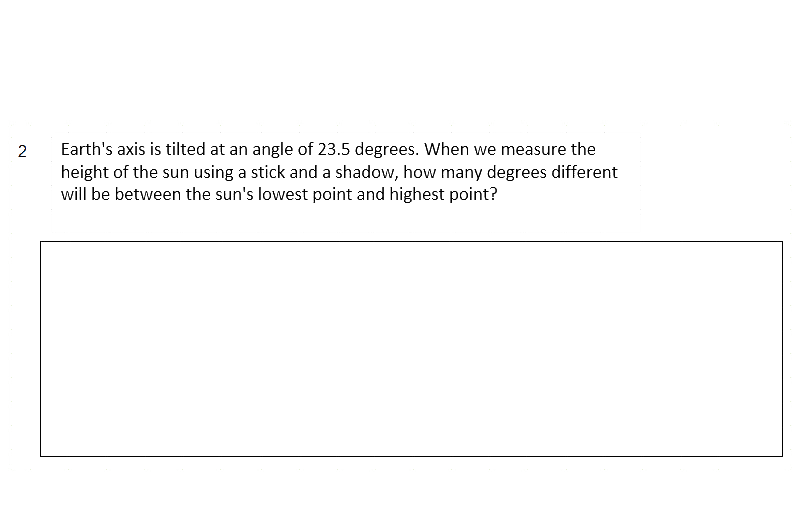 2 Earth's axis is tilted at an angle of 23.5 degrees. When we measure the
height of the sun using a stick and a shadow, how many degrees different
will be between the sun's lowest point and highest point?